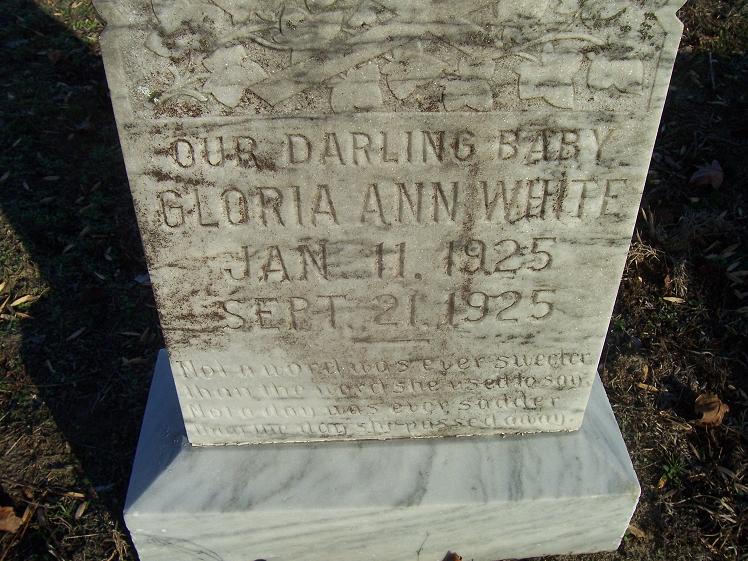 OUR DARLING BABY
GLORIA ANN WHITE
JAN 11. 1925
SEPT. 21. 1925
Not a word was ever sweeter
than the word she used to say.
Not a day was ever sadder
than the day she passed away.